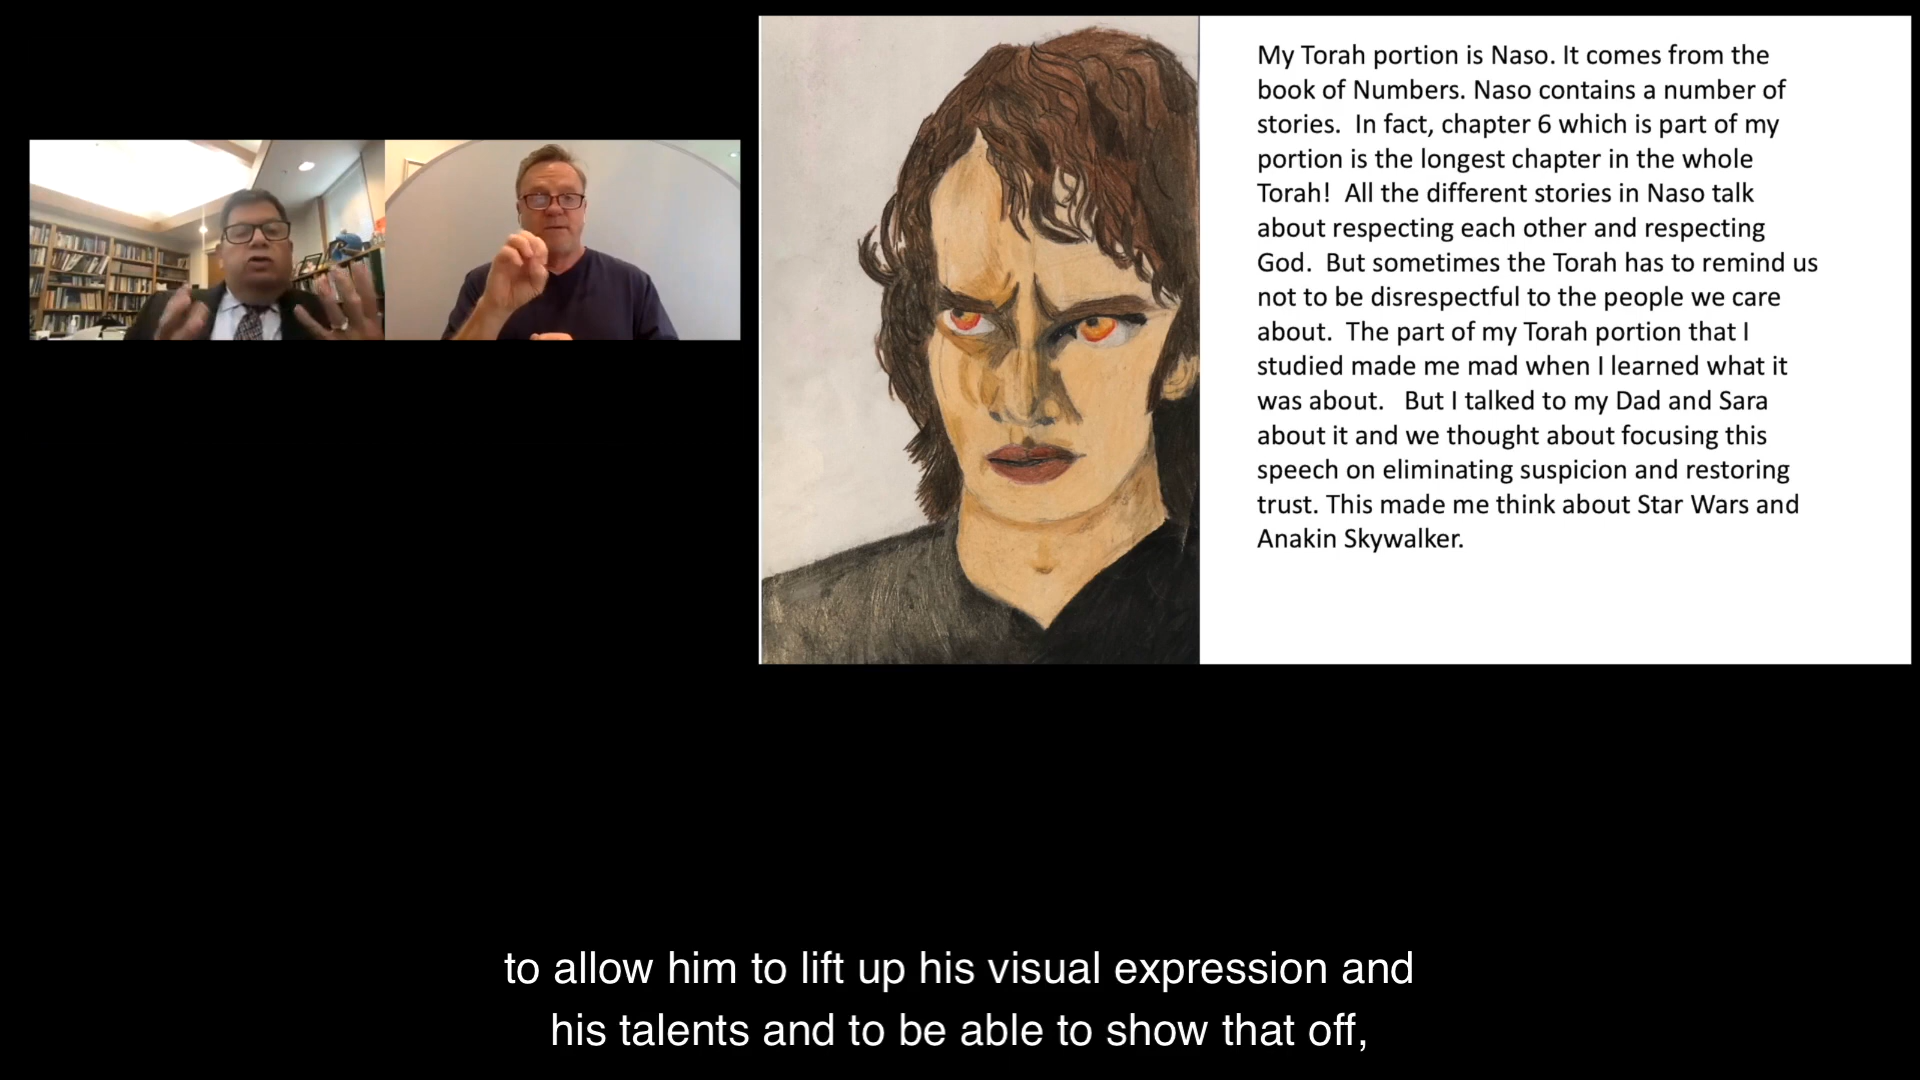 My Torah portion is Naso. It comes from the
book of Numbers. Naso contains a number of
stories.  In fact, chapter 6 which is part of my
portion is the longest chapter in the whole
Torah!  All the different stories in Naso talk
about respecting each other and respecting
God.  But sometimes the Torah has to remind us
not to be disrespectful to the people we care
about.  The part of my Torah portion that I
studied made me mad when I learned what it
was about.   But I talked to my Dad and Sara
about it and we thought about focusing this
speech on eliminating suspicion and restoring
trust. This made me think about Star Wars and
Anakin Skywalker.
to allow him to lift up his visual expression and
his talents and to be able to show that off,